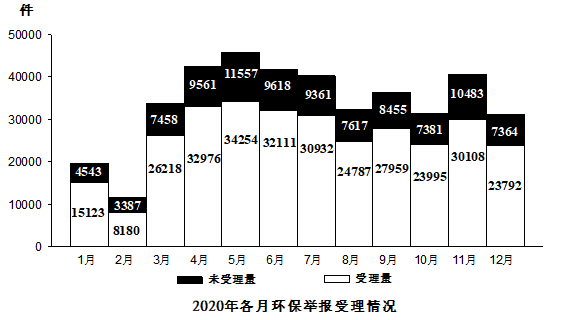 件
50000
40000
30000
20000
10000
0
4543 3387 7458 9561 11557 9618 9361 7617 8455 7381 10483 7364
15123 8180 26218 32976 34254 32111 30932 24787 27959 23995 30108 23792
1月 2月 3月 4月 5月 6月 7月 8月 9月 10月 11月 12月
未受理量 受理量
2020年各月环保举报受理情况